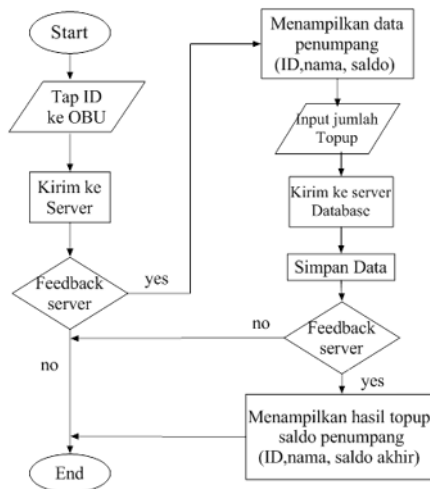 Start
Tap ID
ke OBU
Kirim ke
Server
Feedback
server
yes
no
Menampilkan data
penumpang
(ID,nama, saldo)
Input jumlah
Topup
Kirim ke server
Database
Simpan Data
Feedback
server
no
yes
Menampilkan hasil topup
saldo penumpang
(ID,nama, saldo akhir)
End